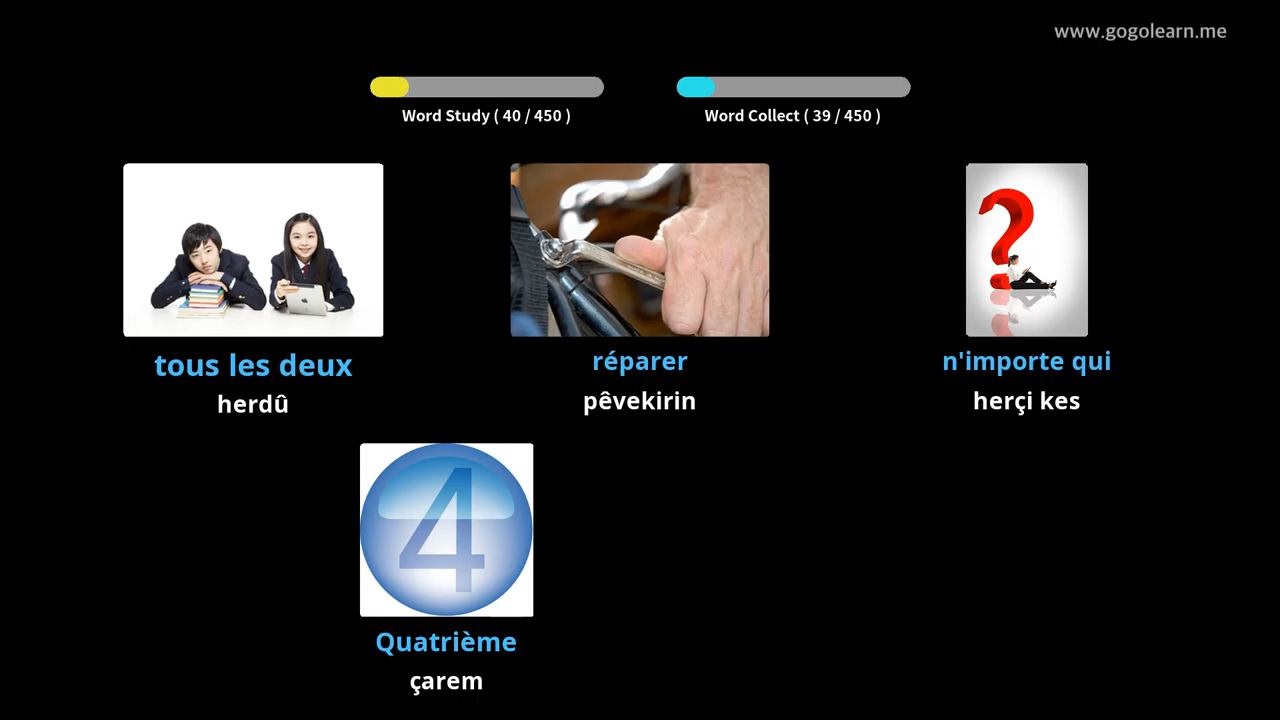 www.gogolearn.me
Word Study ( 40 / 450 )
Word Collect ( 39 / 450 )
tous les deux
herdû
réparer
pêvekirin
n'importe qui
herçi kes
4
Quatrième
çarem